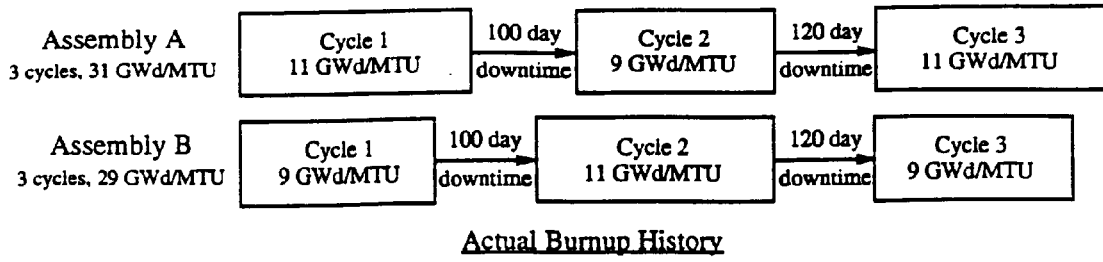 Assembly A
3 cycles, 31 GWd/MTU
Cycle 1
11 GWd/MTU
100 day
downtime
Cycle 2
9 GWd/MTU
120 day
downtime
Cycle 3
11 GWd/MTU
Assembly B
3 cycles, 29 GWd/MTU
Cycle 1
9 GWd/MTU
100 day
downtime
Cycle 2
11 GWd/MTU
120 day
downtime
Cycle 3
9 GWd/MTU
Actual Burnup History